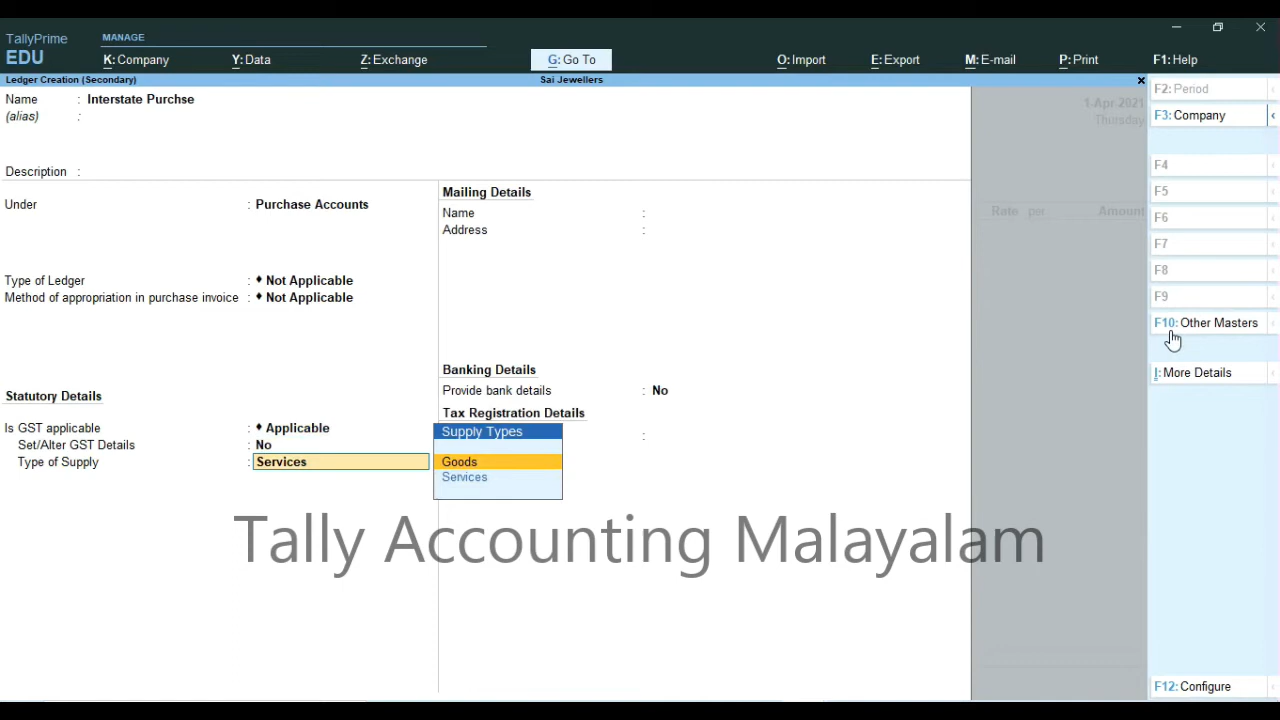 TallyPrime
EDU
MANAGE
K: Company
Y: Data
Z: Exchange
G: Go To
O: Import
E: Export
M: E-mail
P: Print
F1: Help
Ledger Creation (Secondary)
Sai Jewellers
Name : Interstate Purchse
(alias) :
Description :
Under : Purchase Accounts
Type of Ledger : ♦ Not Applicable
Method of appropriation in purchase invoice : ♦ Not Applicable
Statutory Details
Is GST applicable : ♦ Applicable
Set/Alter GST Details : No
Type of Supply : Services
Mailing Details
Name :
Address :
Banking Details
Provide bank details : No
Tax Registration Details
:
Supply Types
Goods
Services
1-Apr-2021
Thursday
Rate per Amount
F2: Period
F3: Company
F4
F5
F6
F7
F8
F9
F10: Other Masters
I: More Details
F12: Configure
Tally Accounting Malayalam